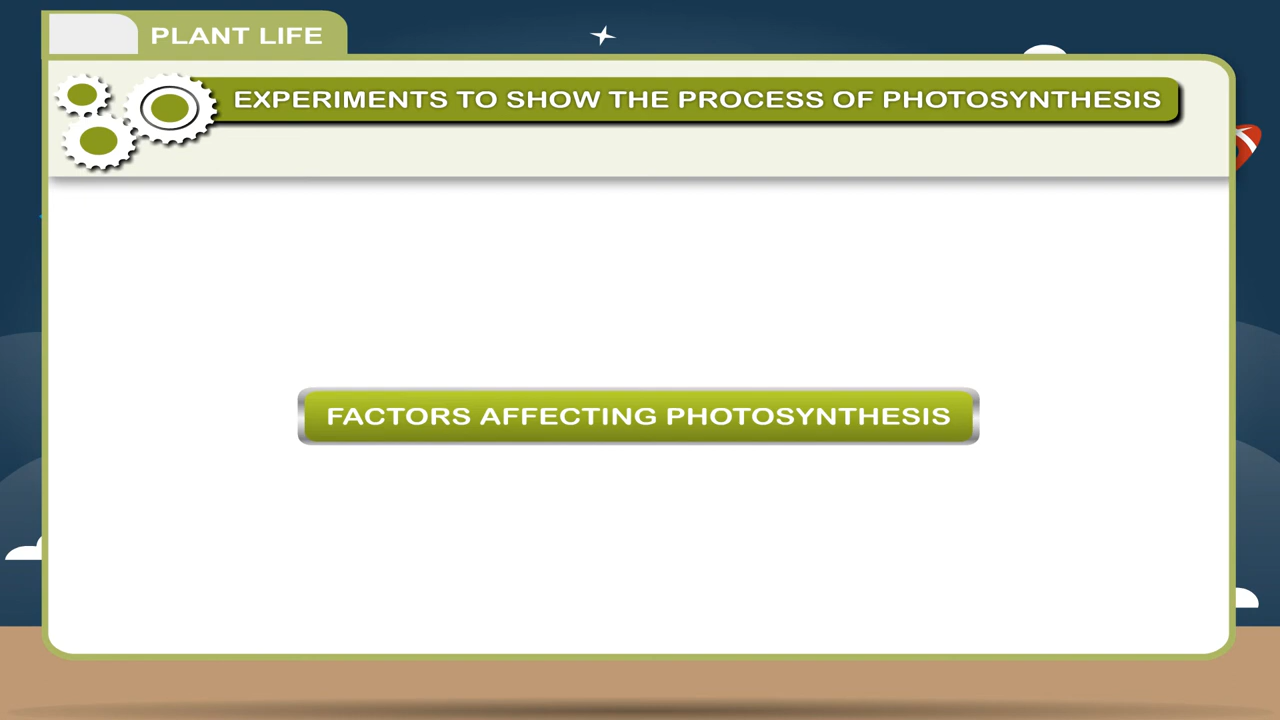 PLANT LIFE
EXPERIMENTS TO SHOW THE PROCESS OF PHOTOSYNTHESIS
FACTORS AFFECTING PHOTOSYNTHESIS